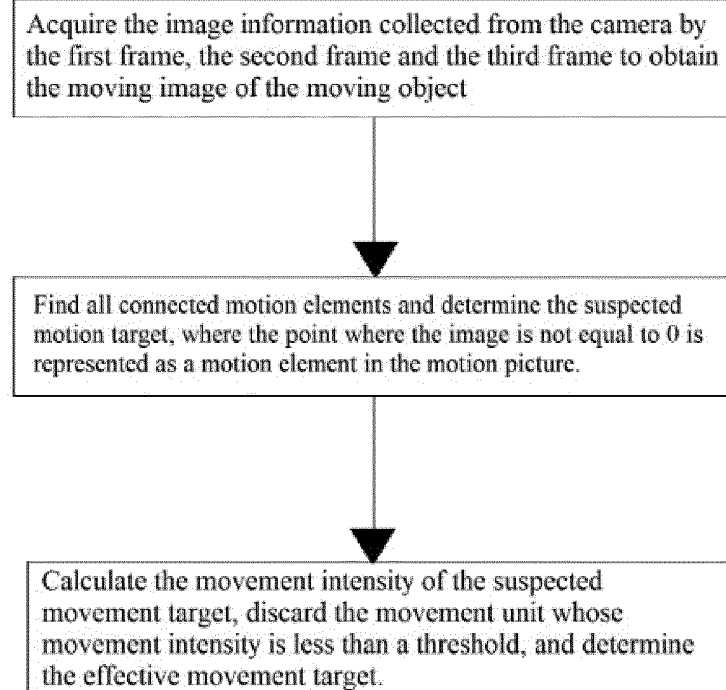 Acquire the image information collected from the camera by
the first frame, the second frame and the third frame to obtain
the moving image of the moving object
Find all connected motion elements and determine the suspected
motion target, where the point where the image is not equal to 0 is
represented as a motion element in the motion picture.
Calculate the movement intensity of the suspected
movement target, discard the movement unit whose
movement intensity is less than a threshold, and determine
the effective movement target.